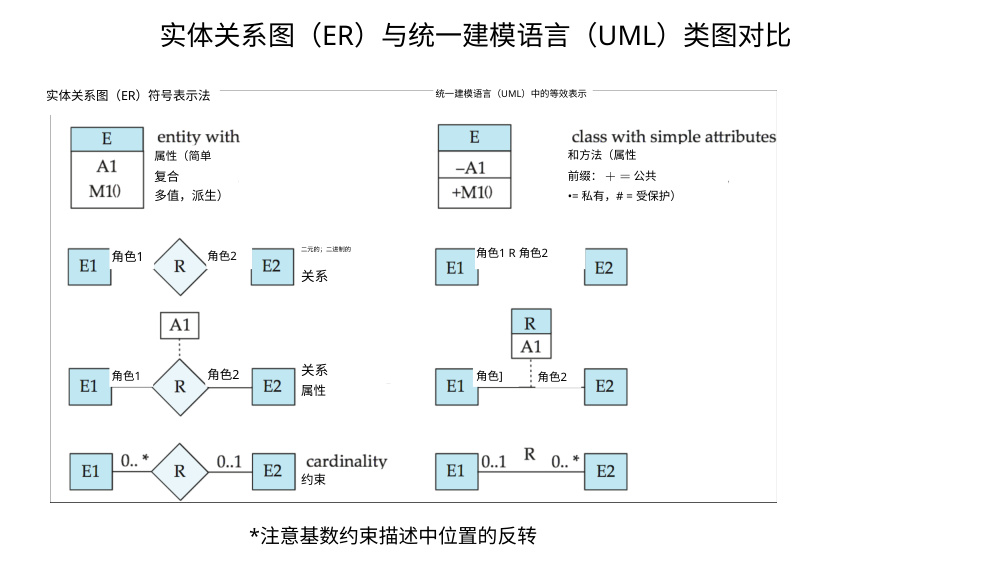 实体关系图（ER）与统一建模语言（UML）类图对比
实体关系图（ER）符号表示法
统一建模语言（UML）中的等效表示
E
A1
M1()
entity with
属性（简单
复合
多值，派生）
E
–A1
+M1()
class with simple attributes
和方法（属性
前缀：＋＝公共
•= 私有，# = 受保护）
E1 角色1 R 角色2 E2
二元的；二进制的
关系
E1 角色1 R 角色2 E2
A1
E1 角色1 R 角色2 E2
关系
属性
R
A1
E1 角色] 角色2 E2
E1 0.. * R 0..1 E2
cardinality
约束
E1 0..1 R 0.. * E2
*注意基数约束描述中位置的反转